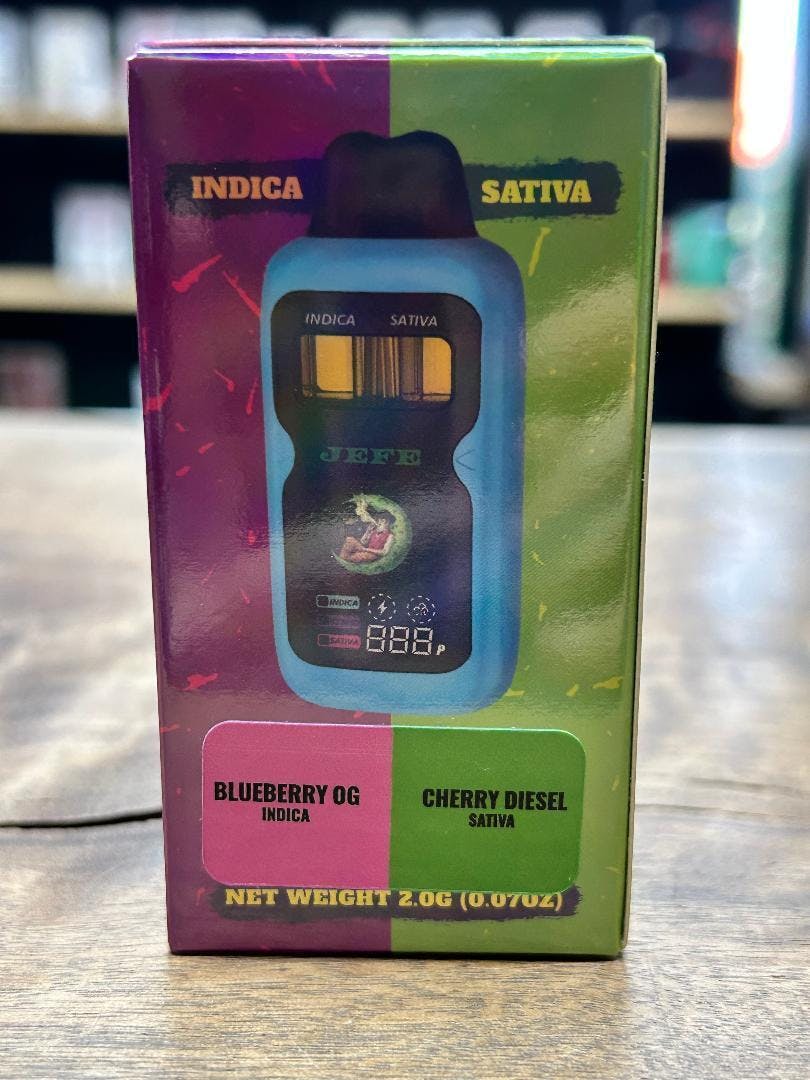 INDICA
SATIVA
INDICA SATIVA
JEFE
INDICA
SATIVA
888 P
BLUEBERRY OG
INDICA
CHERRY DIESEL
SATIVA
NET WEIGHT 2.0G (0.07OZ)